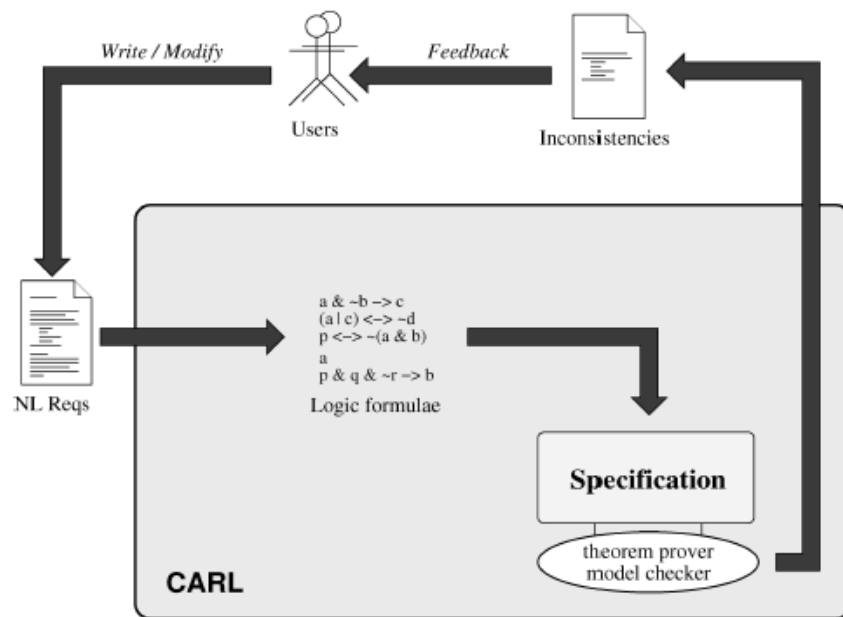 Write / Modify
Feedback
Users
Inconsistencies
NL Reqs
a & ~b -> c
(a | c) <-> ~d
p <-> ~(a & b)
a
p & q & ~r -> b
Logic formulae
Specification
theorem prover
model checker
CARL